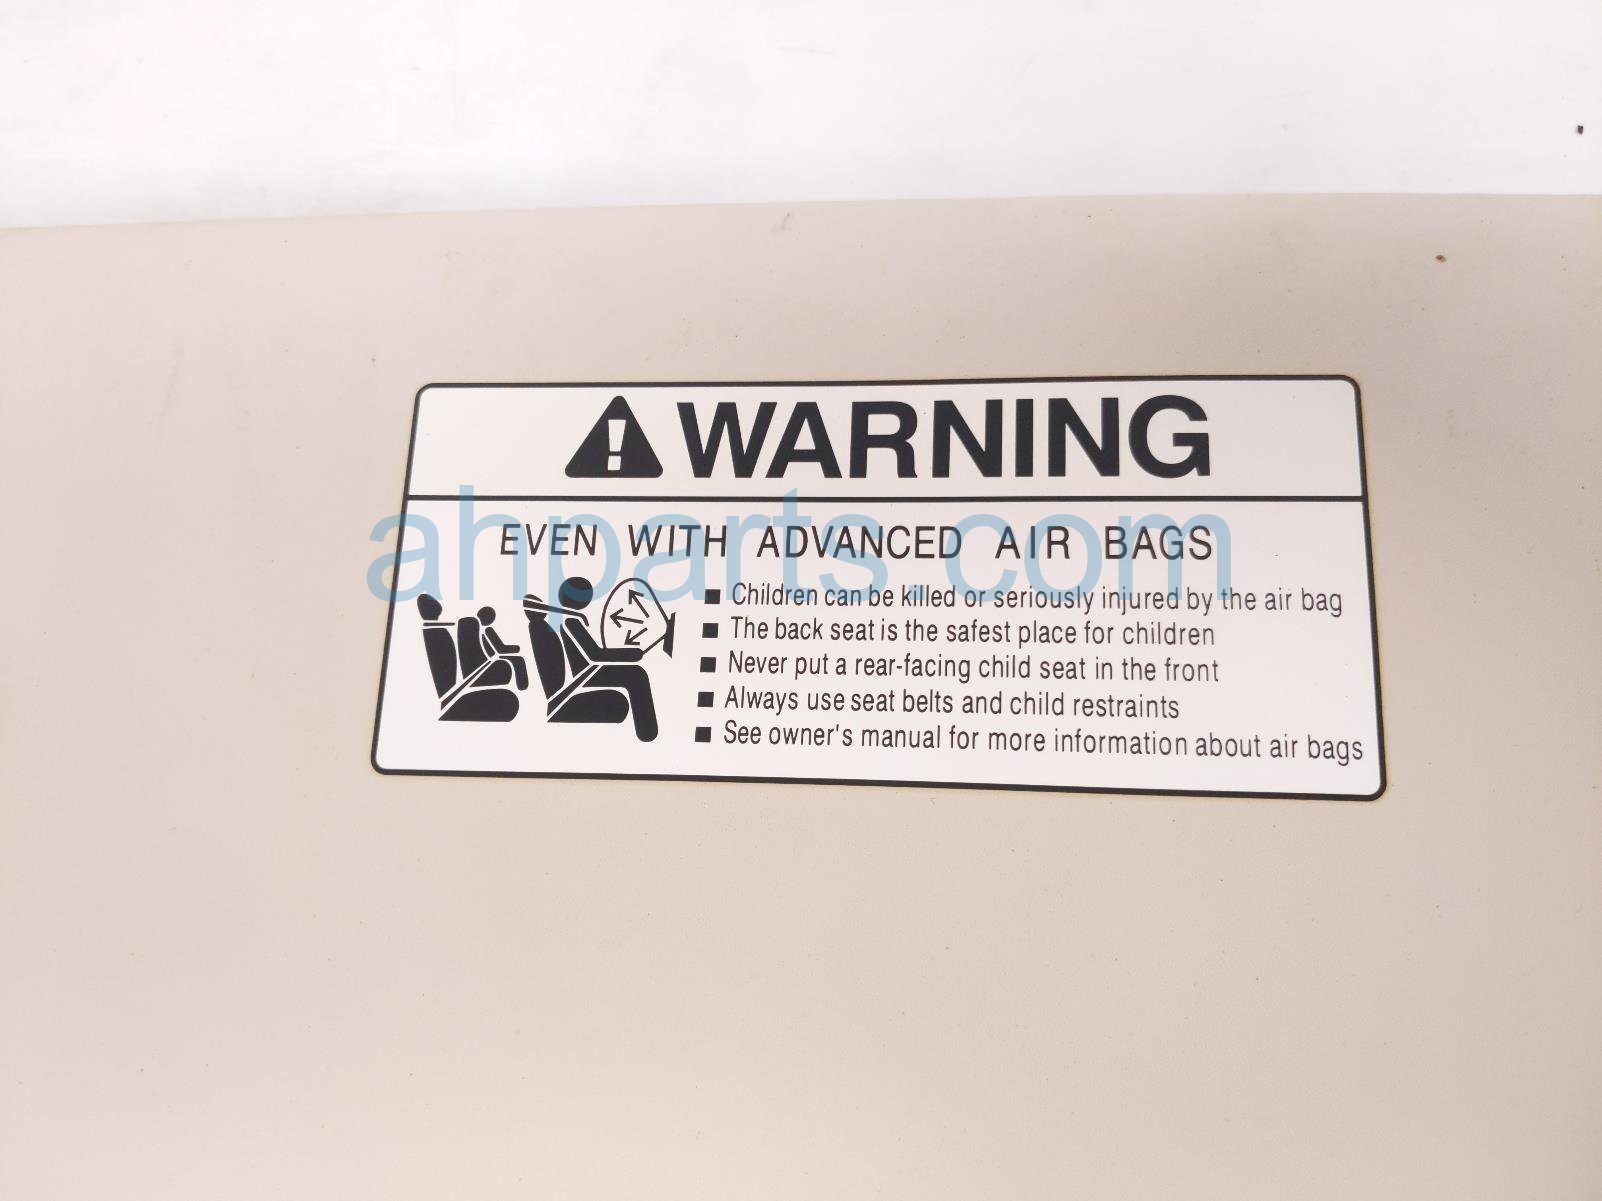 WARNING
EVEN WITH ADVANCED AIR BAGS
■ Children can be killed or seriously injured by the air bag
■ The back seat is the safest place for children
■ Never put a rear-facing child seat in the front
■ Always use seat belts and child restraints
■ See owner's manual for more information about air bags
ahparts.com